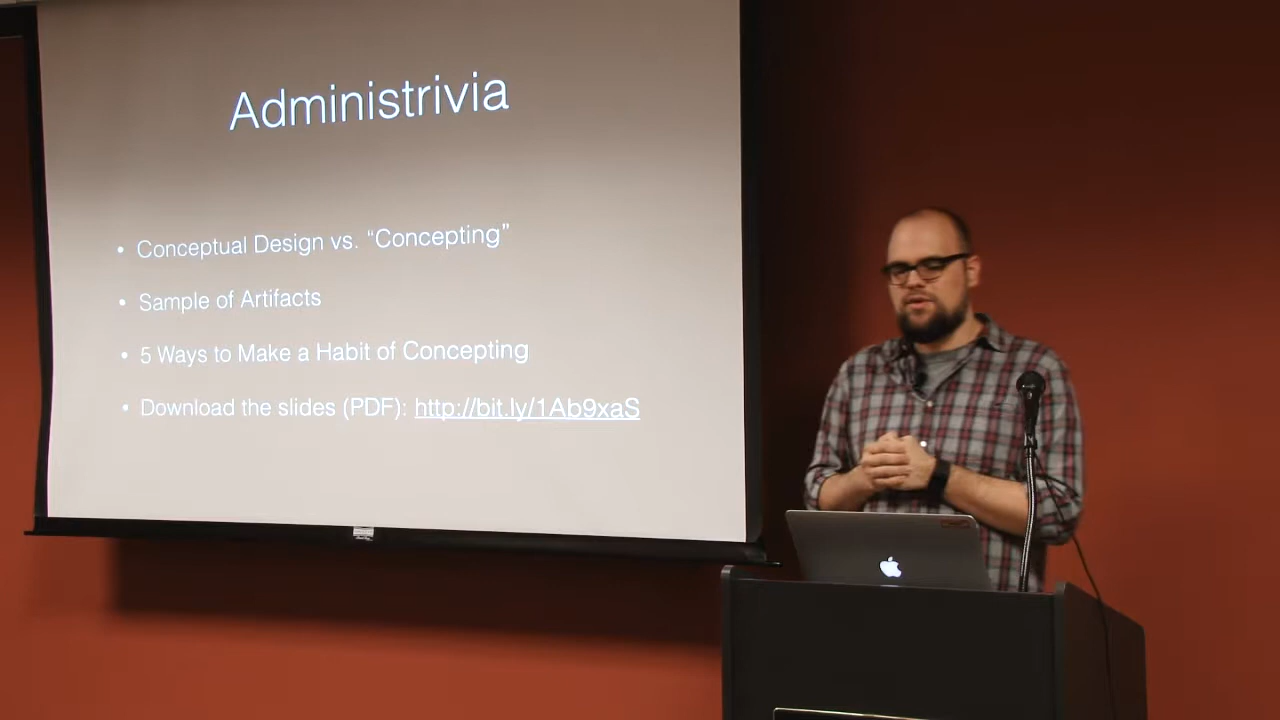 Administrivia
• Conceptual Design vs. “Concepting”
• Sample of Artifacts
• 5 Ways to Make a Habit of Concepting
• Download the slides (PDF): http://bit.ly/1Ab9xaS